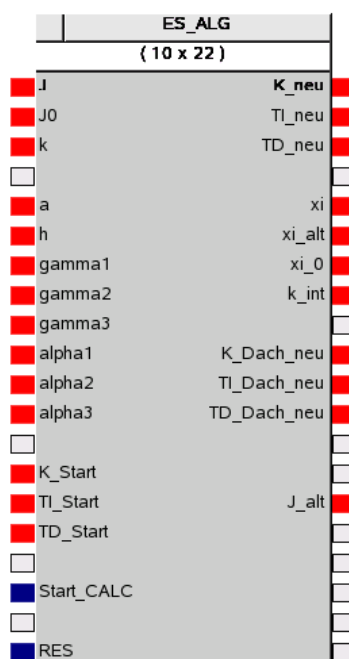 ES_ALG
( 10 x 22 )
J K_neu
J0 TI_neu
k TD_neu
a xi
h xi_alt
gamma1 xi_0
gamma2 k_int
gamma3
alpha1 K_Dach_neu
alpha2 TI_Dach_neu
alpha3 TD_Dach_neu
K_Start
TI_Start J_alt
TD_Start
Start_CALC
RES